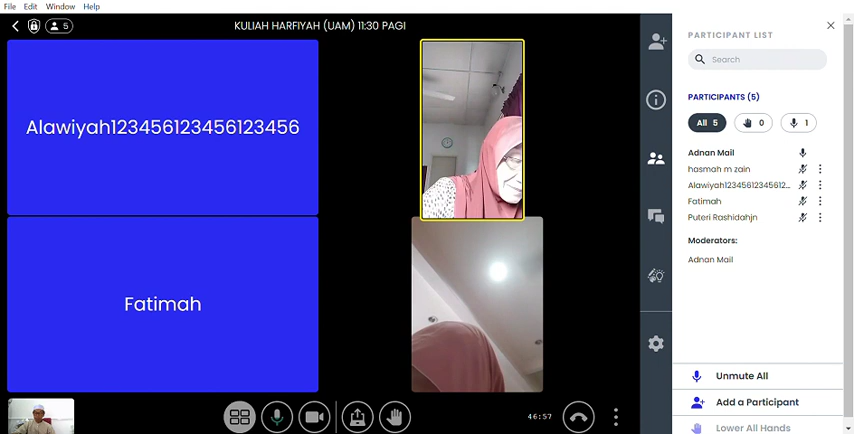 File Edit Window Help
5
KULIAH HARFIYAH (UAM) 11:30 PAGI
Alawiyah123456123456123456
Fatimah
46:57
PARTICIPANT LIST
Search
PARTICIPANTS (5)
All 5 0 1
Adnan Mail
hasmah m zain
Alawiyah12345612345612...
Fatimah
Puteri Rashidahjn
Moderators:
Adnan Mail
Unmute All
Add a Participant
Lower All Hands